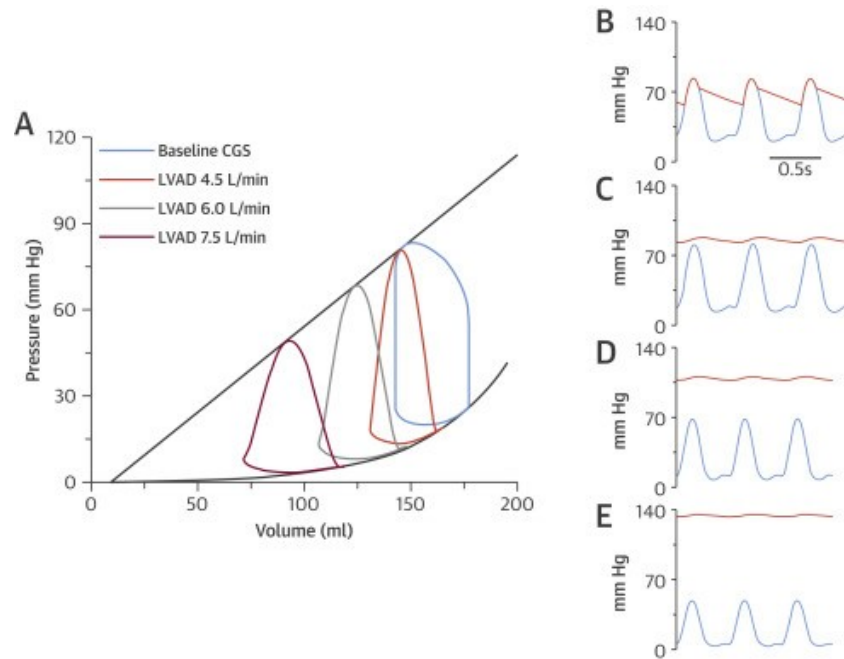 A
120
90
60
30
0
Pressure (mm Hg)
0
50
100
150
200
Volume (ml)
Baseline CGS
LVAD 4.5 L/min
LVAD 6.0 L/min
LVAD 7.5 L/min
B
140
70
0
mm Hg
0.5s
C
140
70
0
mm Hg
D
140
70
0
mm Hg
E
140
70
0
mm Hg